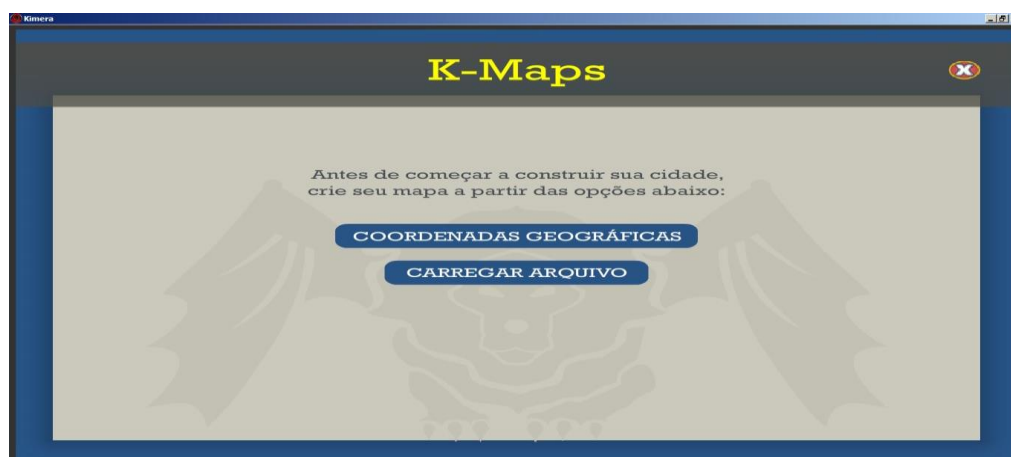 Kimera
K-Maps
Antes de começar a construir sua cidade,
crie seu mapa a partir das opções abaixo:
COORDENADAS GEOGRÁFICAS
CARREGAR ARQUIVO